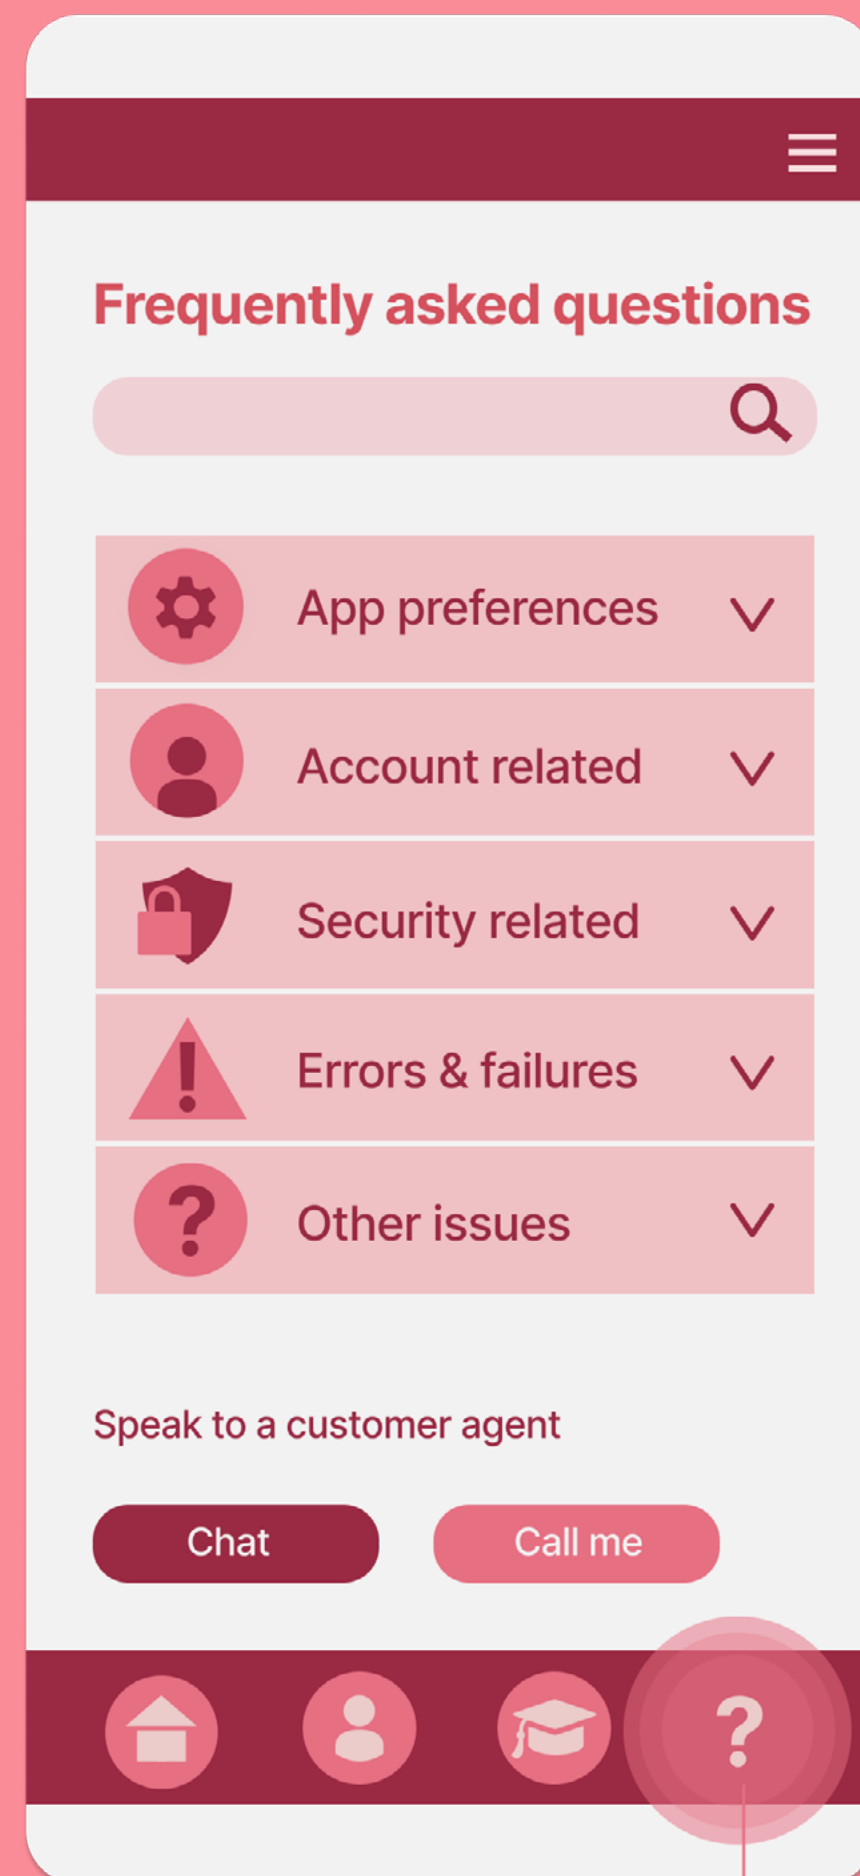 Frequently asked questions
App preferences
Account related
Security related
Errors & failures
Other issues
Speak to a customer agent
Chat
Call me